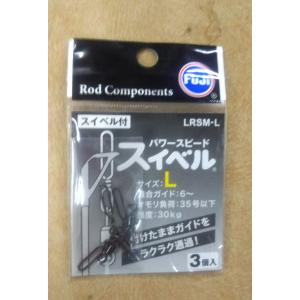 FUJI
Rod Components
スイベル付
LRSM-L
パワースピード
スイベル
サイズ:L
適合ガイド:6〜
オモリ負荷:35号以下
強度:30kg
付けたままガイドを
ラクラク通過!
3個入